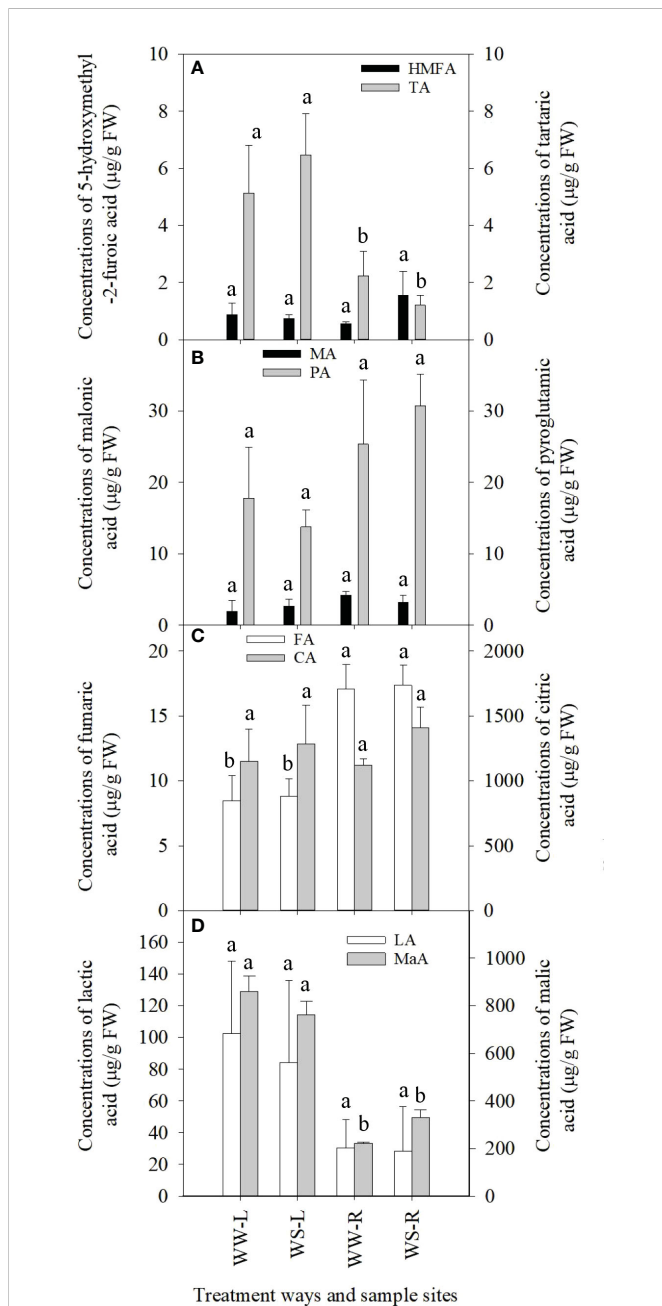 A
HMFA
TA
10
8
6
4
2
0
10
8
6
4
2
0
Concentrations of 5-hydroxymethyl
-2-furoic acid (μg/g FW)
Concentrations of tartaric
acid (μg/g FW)
a
a
a
a
a
b
a
b
B
MA
PA
30
20
10
0
30
20
10
0
Concentrations of malonic
acid (μg/g FW)
Concentrations of pyroglutamic
acid (μg/g FW)
a
a
a
a
a
a
a
a
C
FA
CA
20
15
10
5
0
2000
1500
1000
500
0
Concentrations of fumaric
acid (μg/g FW)
Concentrations of citric
acid (μg/g FW)
b
a
b
a
a
a
a
a
D
LA
MaA
160
140
120
100
80
60
40
20
0
1000
800
600
400
200
0
Concentrations of lactic
acid (μg/g FW)
Concentrations of malic
acid (μg/g FW)
a
a
a
a
a
b
a
b
WW-L
WS-L
WW-R
WS-R
Treatment ways and sample sites